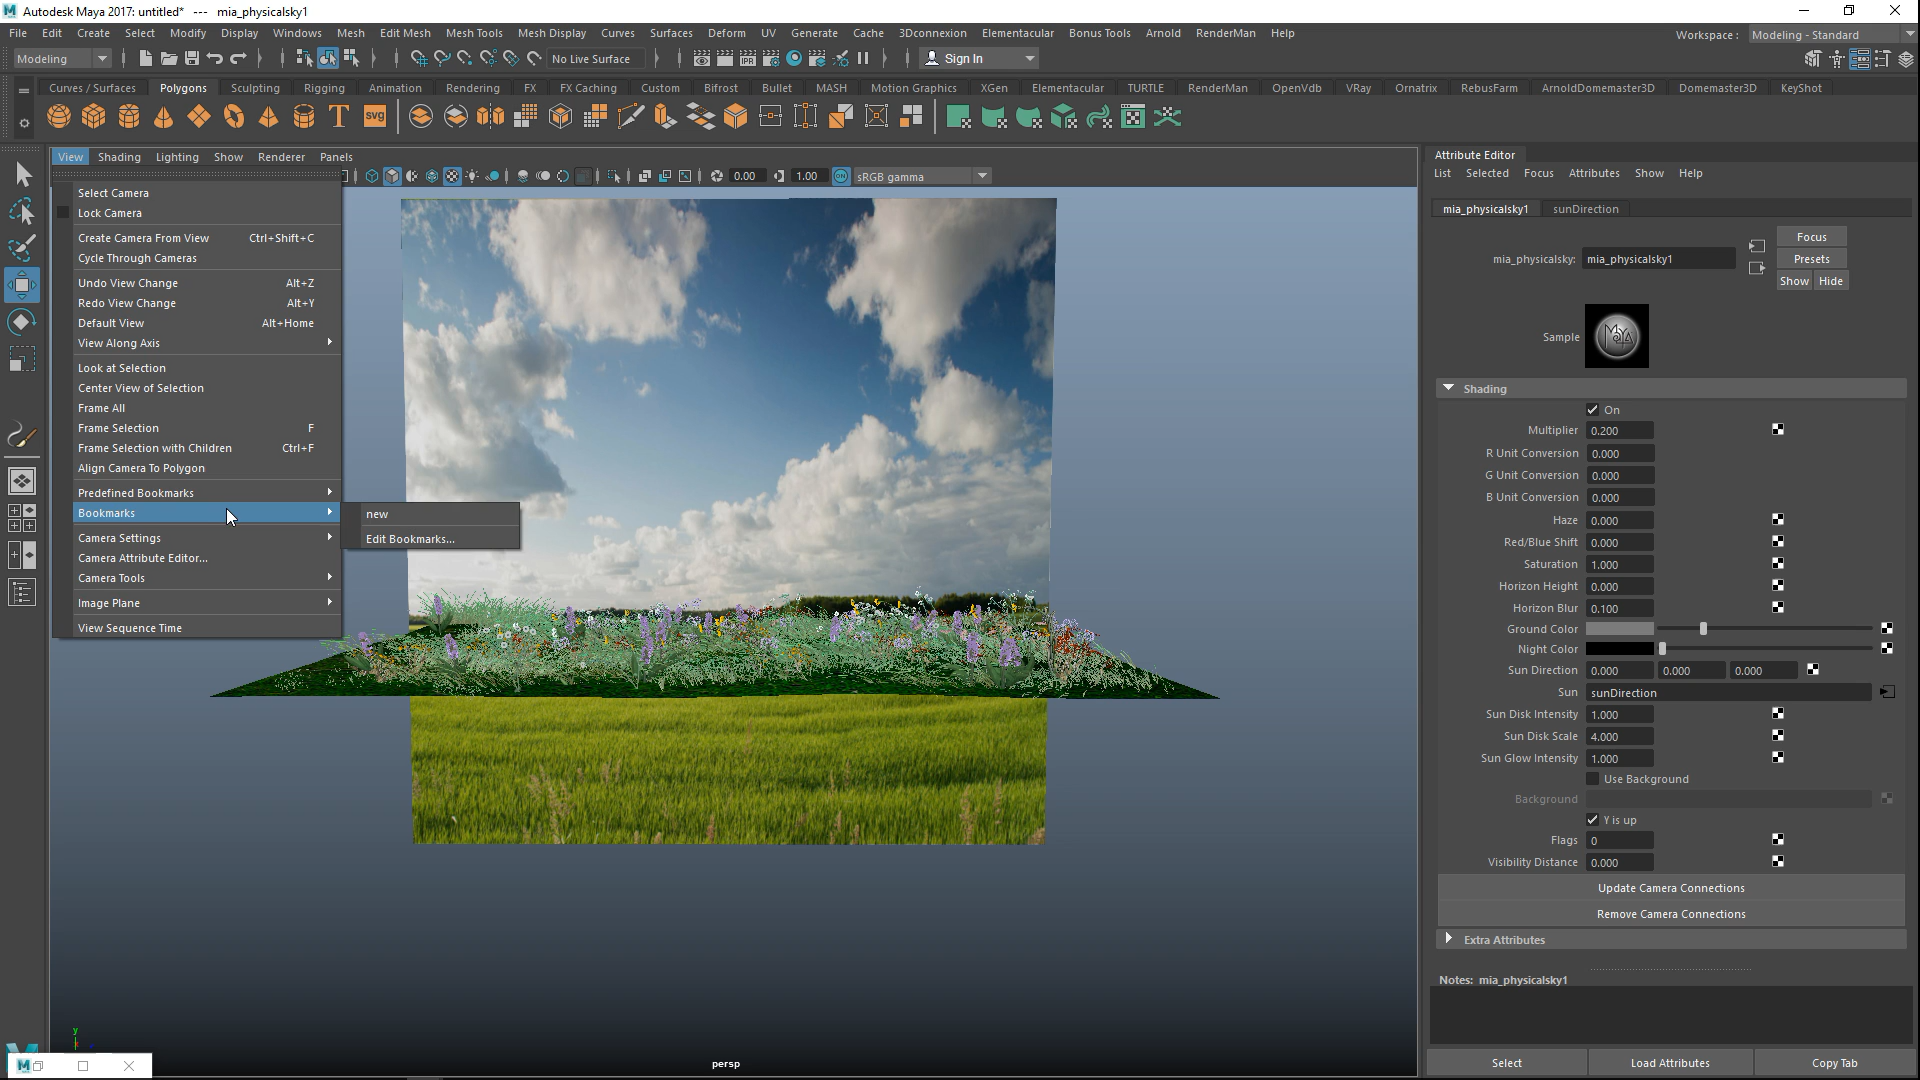 Autodesk Maya 2017: untitled* --- mia_physicalsky1
File Edit Create Select Modify Display Windows Mesh Edit Mesh Mesh Tools Mesh Display Curves Surfaces Deform UV Generate Cache 3Dconnexion Elementacular Bonus Tools Arnold RenderMan Help
Workspace : Modeling - Standard
Modeling No Live Surface IPR Sign In
Curves / Surfaces Polygons Sculpting Rigging Animation Rendering FX FX Caching Custom Bifrost Bullet MASH Motion Graphics XGen Elementacular TURTLE RenderMan OpenVdb VRay Ornatrix RebusFarm ArnoldDomemaster3D Domemaster3D KeyShot
T svg
View Shading Lighting Show Renderer Panels
0.00 1.00 ON sRGB gamma
Select Camera
Lock Camera
Create Camera From View Ctrl+Shift+C
Cycle Through Cameras
Undo View Change Alt+Z
Redo View Change Alt+Y
Default View Alt+Home
View Along Axis
Look at Selection
Center View of Selection
Frame All
Frame Selection F
Frame Selection with Children Ctrl+F
Align Camera To Polygon
Predefined Bookmarks
Bookmarks
new
Edit Bookmarks...
Camera Settings
Camera Attribute Editor...
Camera Tools
Image Plane
View Sequence Time
y
persp
Attribute Editor
List Selected Focus Attributes Show Help
mia_physicalsky1 sunDirection
mia_physicalsky: mia_physicalsky1
Focus
Presets
Show Hide
Sample MAYA
Shading
On
Multiplier 0.200
R Unit Conversion 0.000
G Unit Conversion 0.000
B Unit Conversion 0.000
Haze 0.000
Red/Blue Shift 0.000
Saturation 1.000
Horizon Height 0.000
Horizon Blur 0.100
Ground Color
Night Color
Sun Direction 0.000 0.000 0.000
Sun sunDirection
Sun Disk Intensity 1.000
Sun Disk Scale 4.000
Sun Glow Intensity 1.000
Use Background
Background
Y is up
Flags 0
Visibility Distance 0.000
Update Camera Connections
Remove Camera Connections
Extra Attributes
Notes: mia_physicalsky1
Select Load Attributes Copy Tab